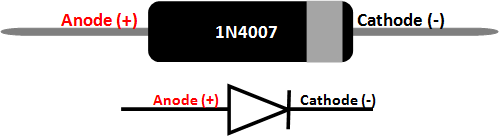 Anode (+) 1N4007 Cathode (-)
Anode (+) Cathode (-)